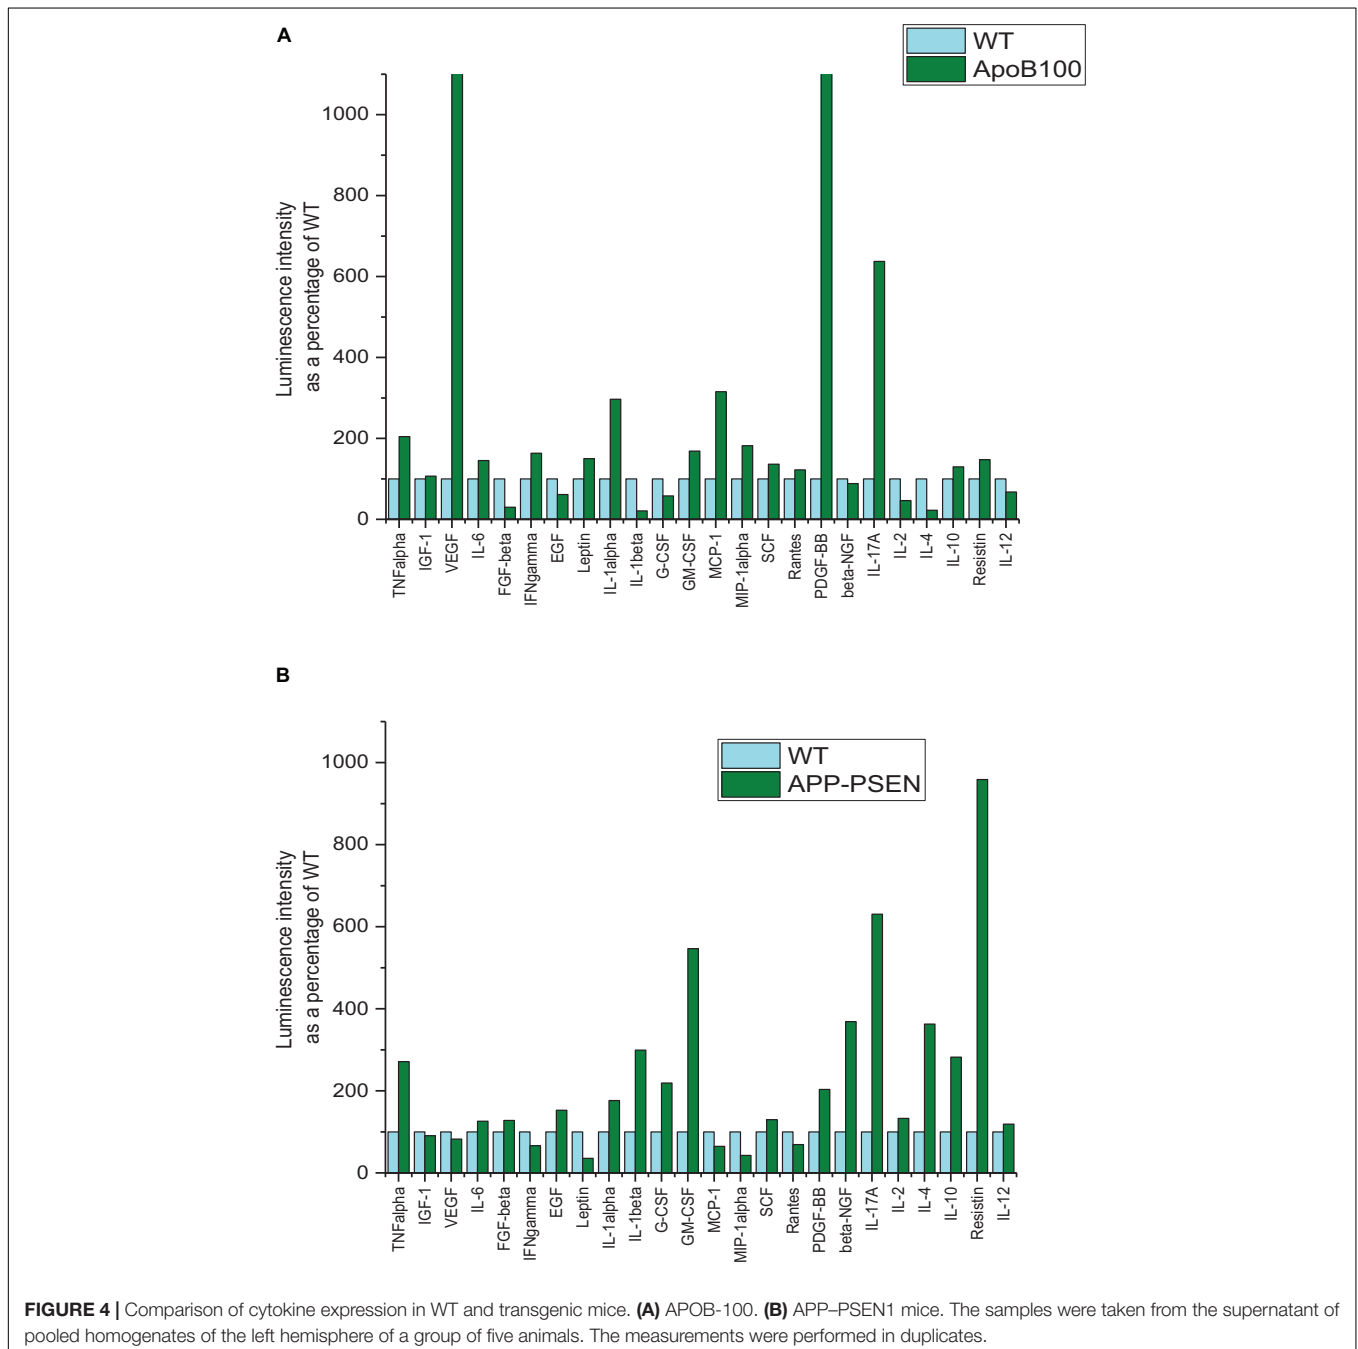 A
WT
ApoB100
Luminescence intensity
as a percentage of WT
1000
800
600
400
200
0
TNFalpha
IGF-1
VEGF
IL-6
FGF-beta
IFNgamma
EGF
Leptin
IL-1alpha
IL-1beta
G-CSF
GM-CSF
MCP-1
MIP-1alpha
SCF
Rantes
PDGF-BB
beta-NGF
IL-17A
IL-2
IL-4
IL-10
Resistin
IL-12
B
WT
APP-PSEN
Luminescence intensity
as a percentage of WT
1000
800
600
400
200
0
TNFalpha
IGF-1
VEGF
IL-6
FGF-beta
IFNgamma
EGF
Leptin
IL-1alpha
IL-1beta
G-CSF
GM-CSF
MCP-1
MIP-1alpha
SCF
Rantes
PDGF-BB
beta-NGF
IL-17A
IL-2
IL-4
IL-10
Resistin
IL-12
FIGURE 4 | Comparison of cytokine expression in WT and transgenic mice. (A) APOB-100. (B) APP–PSEN1 mice. The samples were taken from the supernatant of
pooled homogenates of the left hemisphere of a group of five animals. The measurements were performed in duplicates.